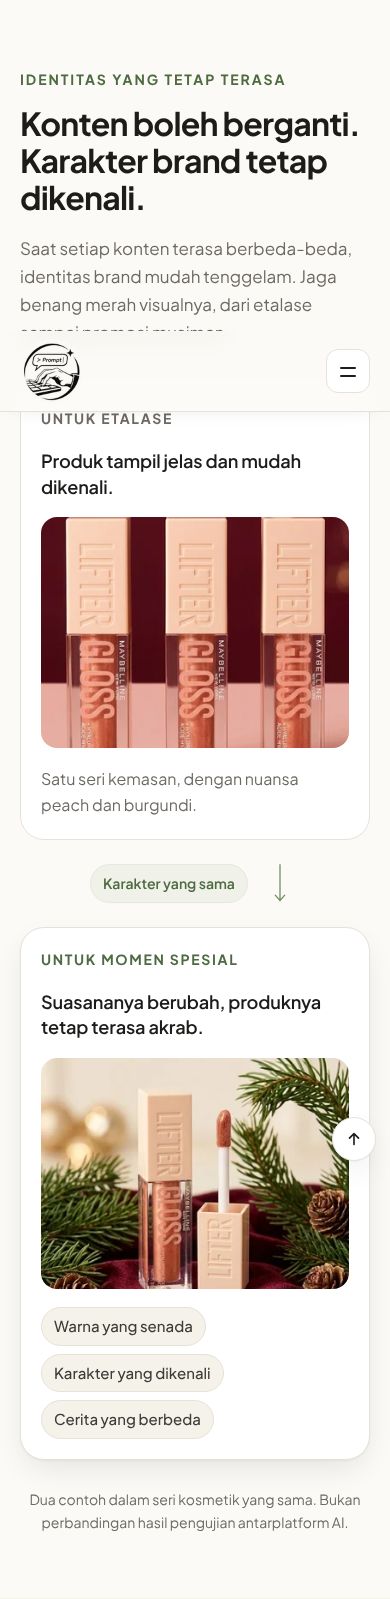 IDENTITAS YANG TETAP TERASA
Konten boleh berganti.
Karakter brand tetap
dikenali.
Saat setiap konten terasa berbeda-beda,
identitas brand mudah tenggelam. Jaga
benang merah visualnya, dari etalase
sampai promosi musiman.
> Prompt
UNTUK ETALASE
Produk tampil jelas dan mudah
dikenali.
LIFTER
LIFTER
LIFTER
GLOSS
MAYBELLINE
GLOSS
MAYBELLINE
GLOSS
MAYBELLINE
Satu seri kemasan, dengan nuansa
peach dan burgundi.
Karakter yang sama
UNTUK MOMEN SPESIAL
Suasananya berubah, produknya
tetap terasa akrab.
LIFTER
GLOSS
MAYBELLINE
LIFTER
Warna yang senada
Karakter yang dikenali
Cerita yang berbeda
Dua contoh dalam seri kosmetik yang sama. Bukan
perbandingan hasil pengujian antarplatform AI.